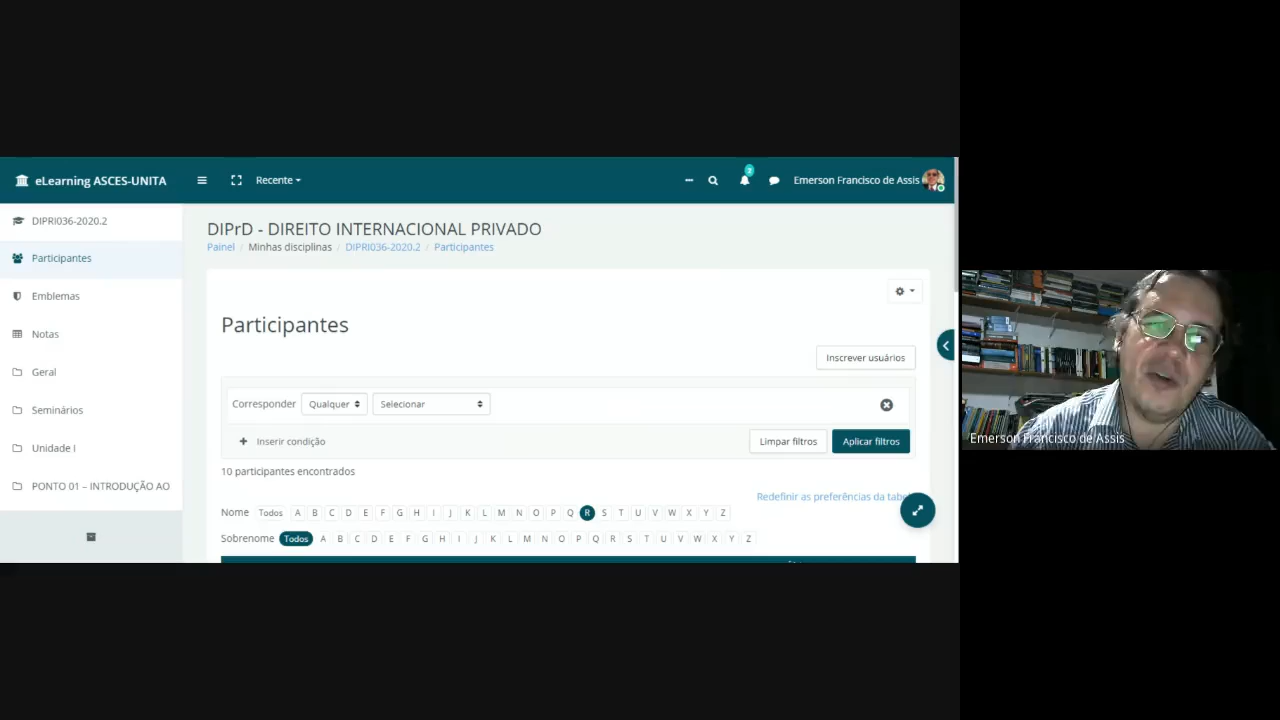 eLearning ASCES-UNITA
Recente
2
Emerson Francisco de Assis
DIPRI036-2020.2
Participantes
Emblemas
Notas
Geral
Seminários
Unidade I
PONTO 01 – INTRODUÇÃO AO
DIPrD - DIREITO INTERNACIONAL PRIVADO
Painel / Minhas disciplinas / DIPRI036-2020.2 / Participantes
Participantes
Inscrever usuários
Corresponder Qualquer Selecionar
Inserir condição
Limpar filtros Aplicar filtros
10 participantes encontrados
Redefinir as preferências da
Nome Todos A B C D E F G H I J K L M N O P Q R S T U V W X Y Z
Sobrenome Todos A B C D E F G H I J K L M N O P Q R S T U V W X Y Z
Emerson Francisco de Assis